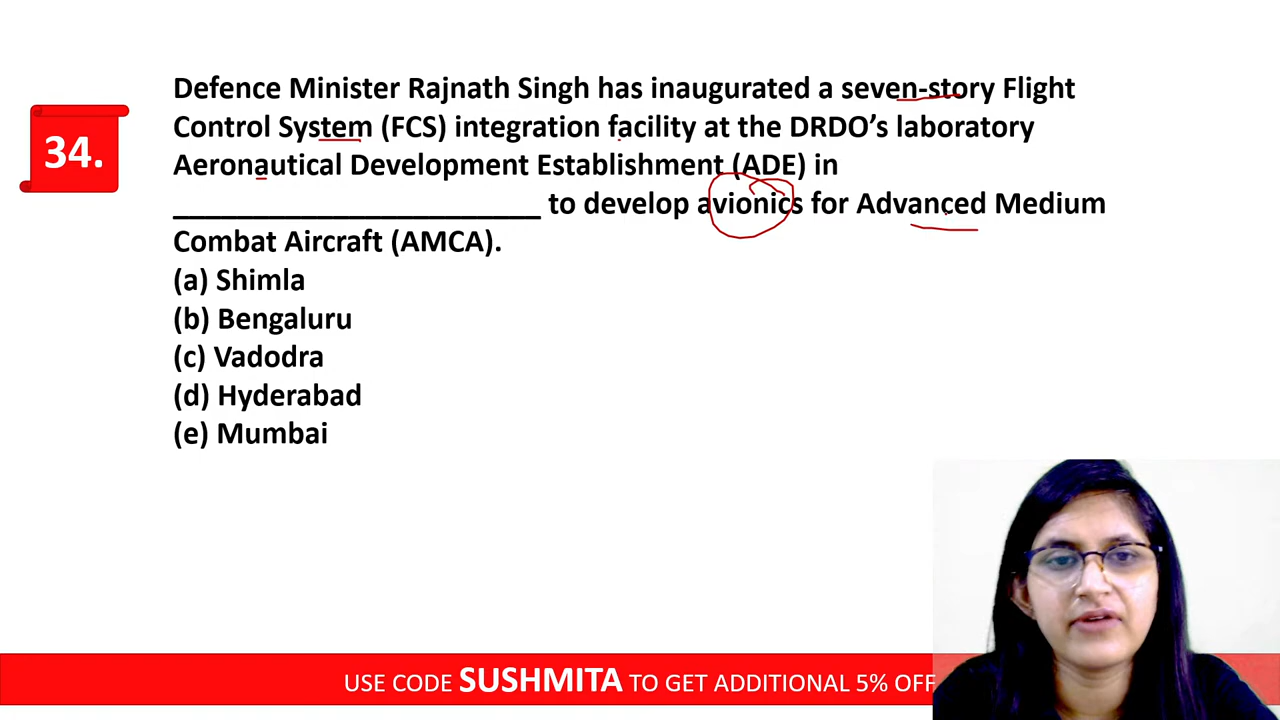 34.
Defence Minister Rajnath Singh has inaugurated a seven-story Flight
Control System (FCS) integration facility at the DRDO’s laboratory
Aeronautical Development Establishment (ADE) in
_________________________ to develop avionics for Advanced Medium
Combat Aircraft (AMCA).
(a) Shimla
(b) Bengaluru
(c) Vadodra
(d) Hyderabad
(e) Mumbai
USE CODE SUSHMITA TO GET ADDITIONAL 5% OFF